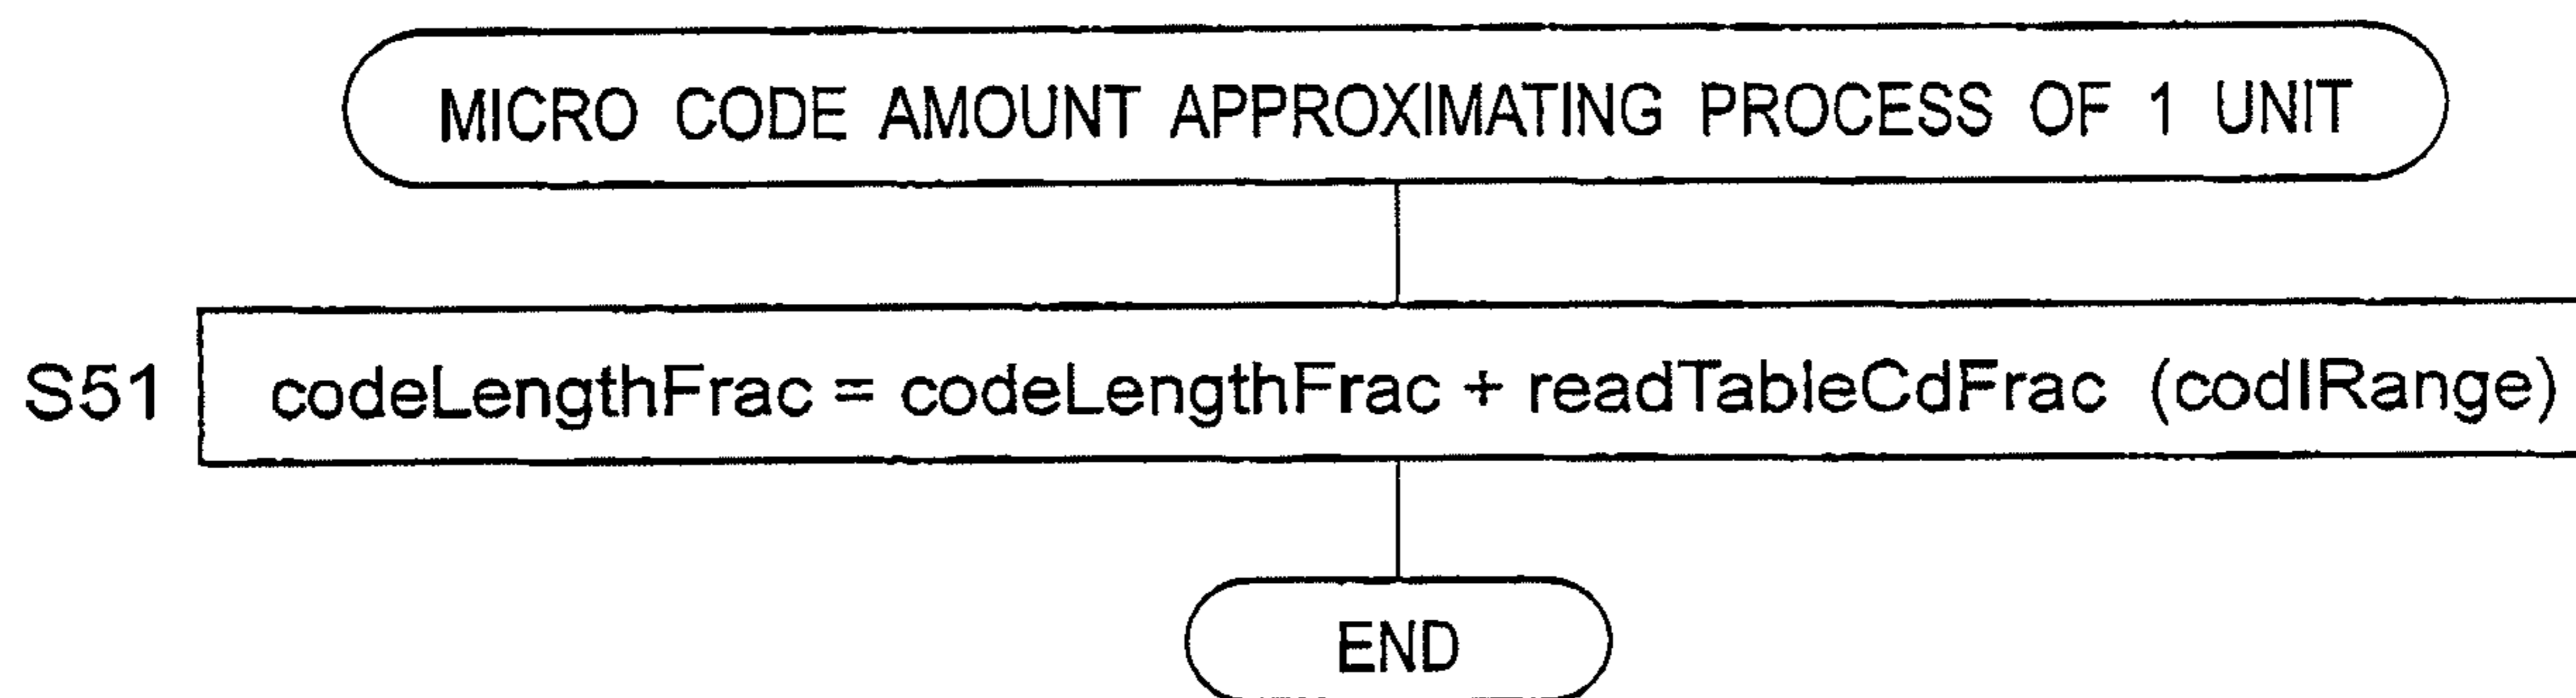 MICRO CODE AMOUNT APPROXIMATING PROCESS OF 1 UNIT
S51 codeLengthFrac = codeLengthFrac + readTableCdFrac (codIRange)
END